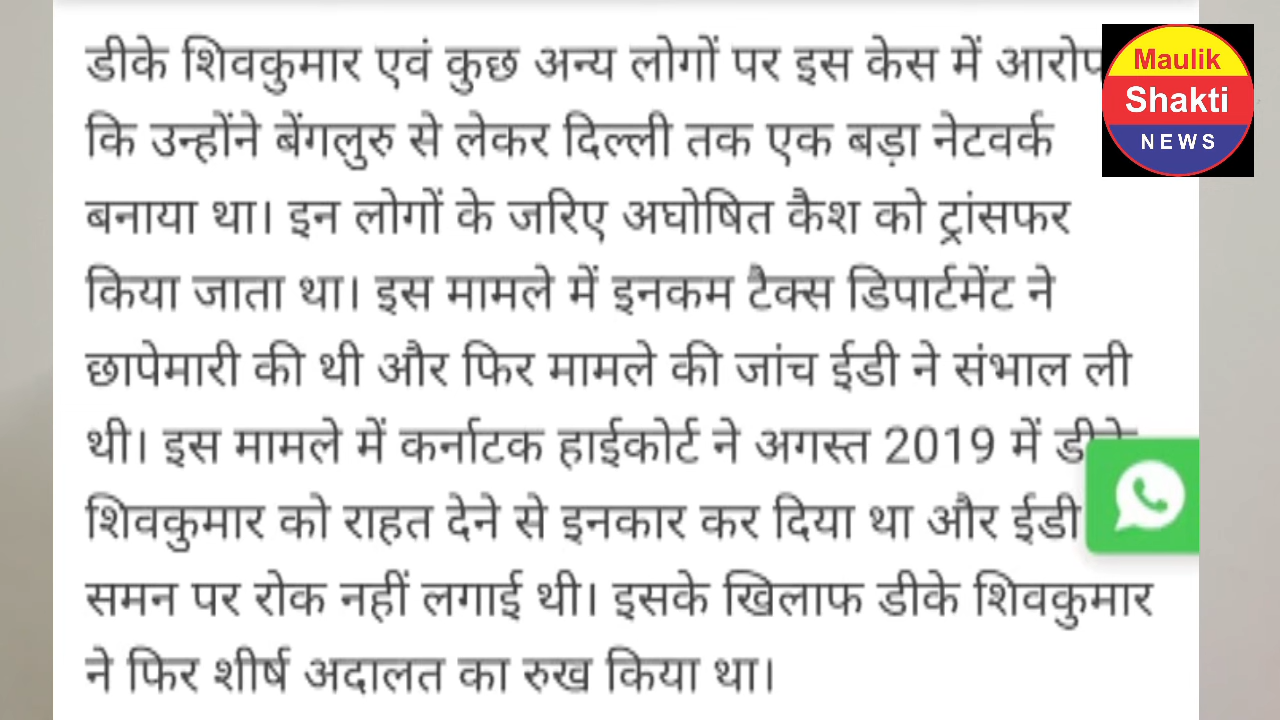 डीके शिवकुमार एवं कुछ अन्य लोगों पर इस केस में आरोप
कि उन्होंने बेंगलुरु से लेकर दिल्ली तक एक बड़ा नेटवर्क
बनाया था। इन लोगों के जरिए अघोषित कैश को ट्रांसफर
किया जाता था। इस मामले में इनकम टैक्स डिपार्टमेंट ने
छापेमारी की थी और फिर मामले की जांच ईडी ने संभाल ली
थी। इस मामले में कर्नाटक हाईकोर्ट ने अगस्त 2019 में डीके
शिवकुमार को राहत देने से इनकार कर दिया था और ईडी
समन पर रोक नहीं लगाई थी। इसके खिलाफ डीके शिवकुमार
ने फिर शीर्ष अदालत का रुख किया था।
Maulik
Shakti
NEWS